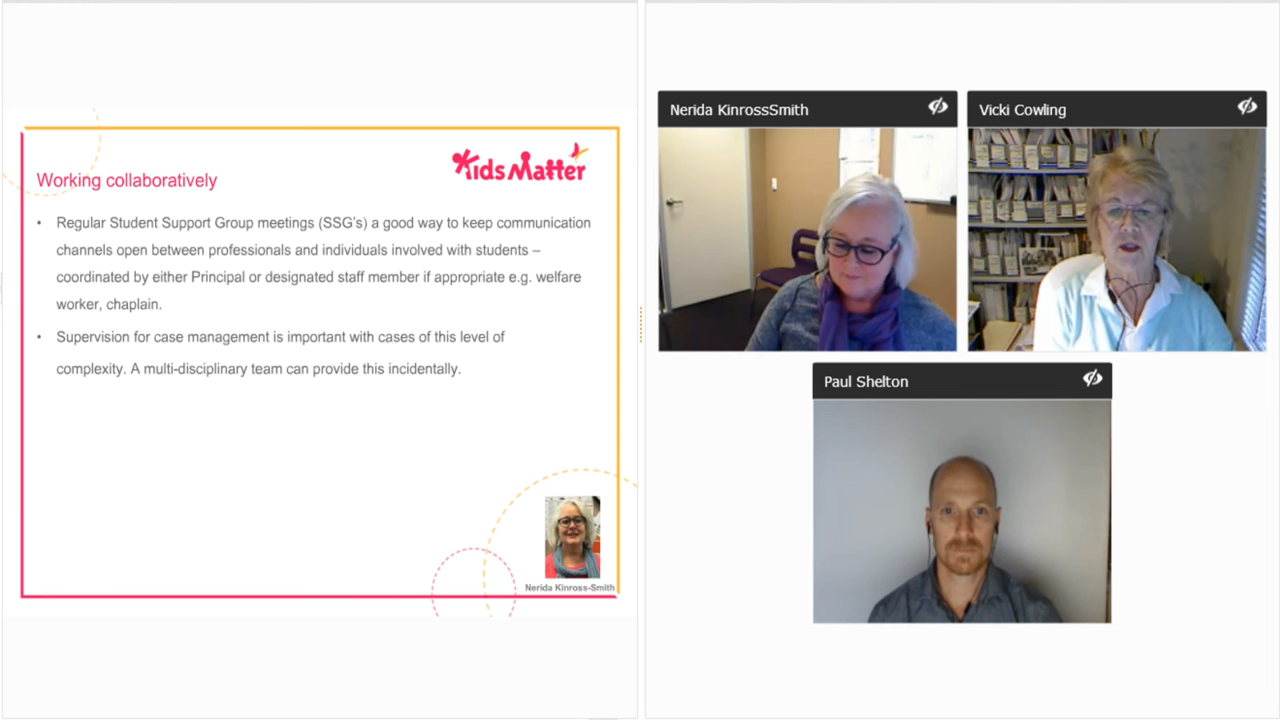 Working collaboratively
KidsMatter
• Regular Student Support Group meetings (SSG's) a good way to keep communication
channels open between professionals and individuals involved with students –
coordinated by either Principal or designated staff member if appropriate e.g. welfare
worker, chaplain.
• Supervision for case management is important with cases of this level of
complexity. A multi-disciplinary team can provide this incidentally.
Nerida Kinross-Smith
Nerida KinrossSmith
Vicki Cowling
Paul Shelton